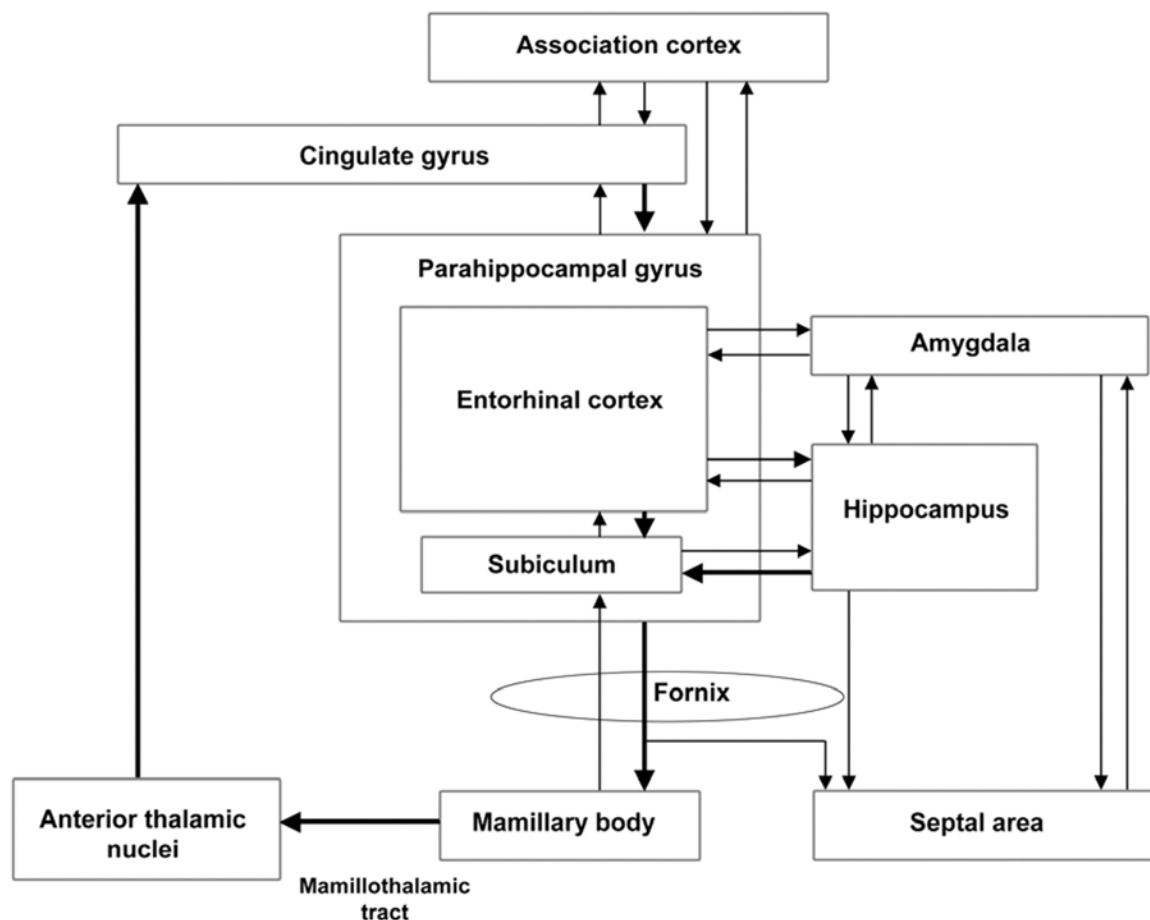 Association cortex
Cingulate gyrus
Parahippocampal gyrus
Amygdala
Entorhinal cortex
Hippocampus
Subiculum
Fornix
Anterior thalamic
nuclei
Mamillary body
Septal area
Mamillothalamic
tract